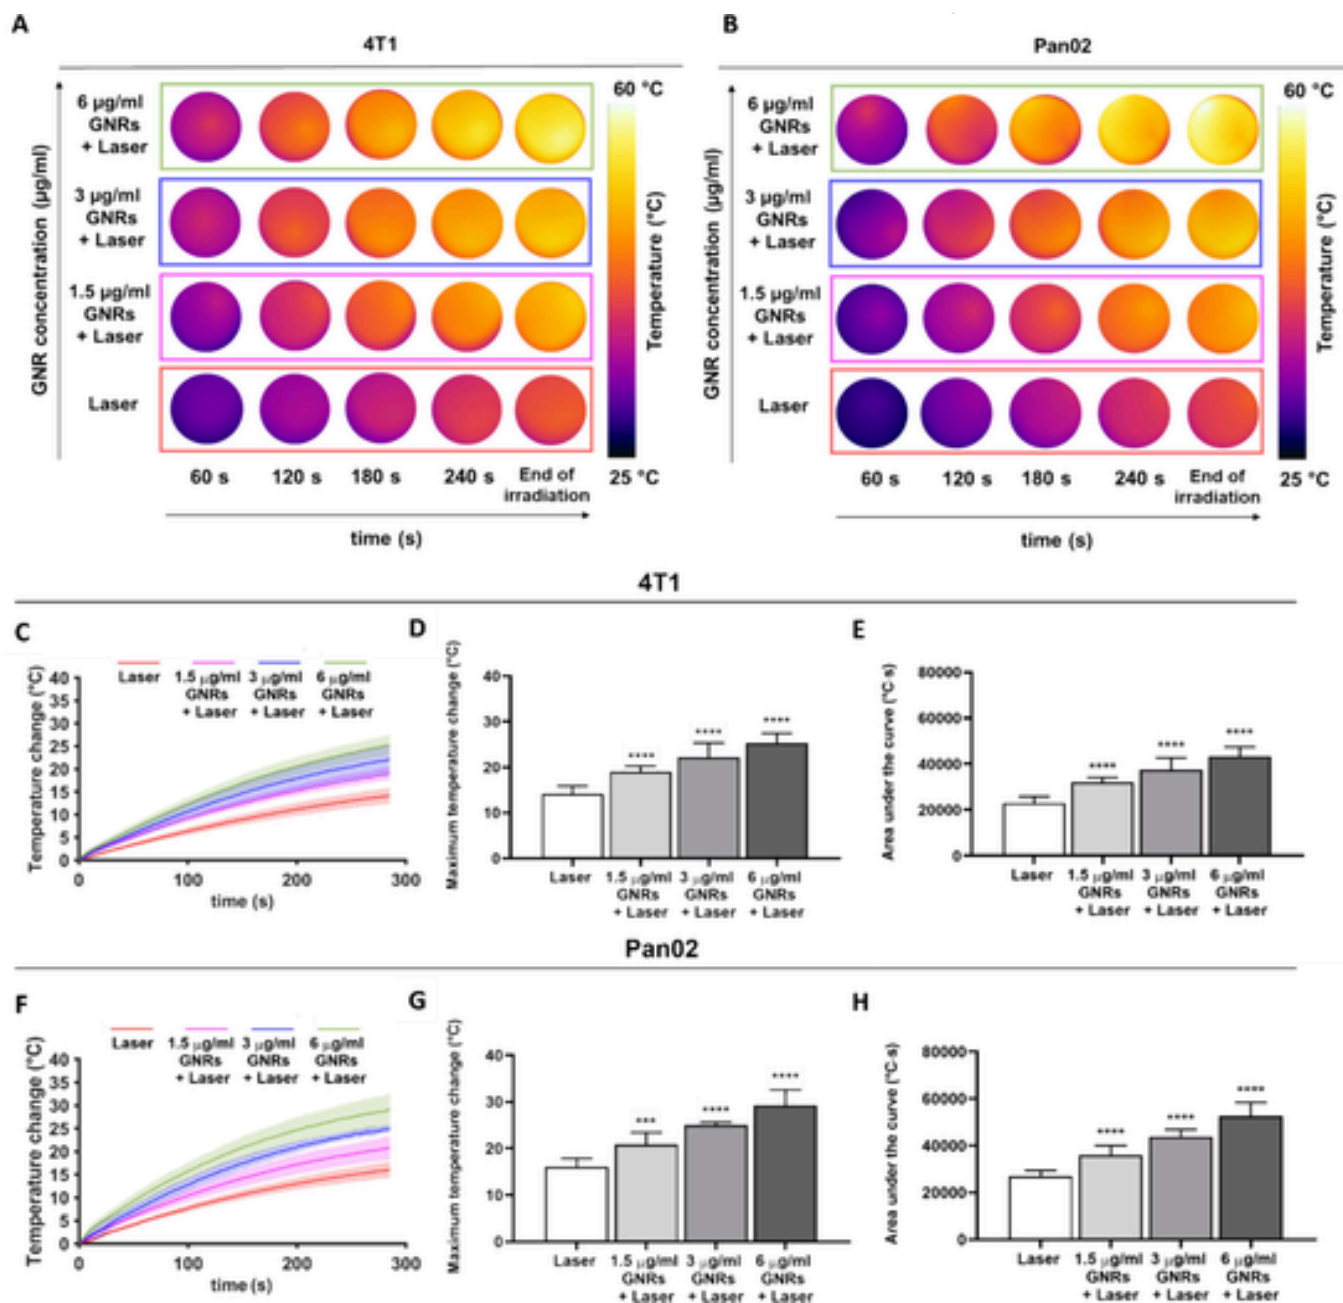 A
4T1
6 µg/ml
GNRs
+ Laser
3 µg/ml
GNRs
+ Laser
1.5 µg/ml
GNRs
+ Laser
Laser
GNR concentration (µg/ml)
60 °C
Temperature (°C)
25 °C
60 s
120 s
180 s
240 s
End of
irradiation
time (s)
B
Pan02
6 µg/ml
GNRs
+ Laser
3 µg/ml
GNRs
+ Laser
1.5 µg/ml
GNRs
+ Laser
Laser
GNR concentration (µg/ml)
60 °C
Temperature (°C)
25 °C
60 s
120 s
180 s
240 s
End of
irradiation
time (s)
4T1
C
Laser
1.5 µg/ml
GNRs
+ Laser
3 µg/ml
GNRs
+ Laser
6 µg/ml
GNRs
+ Laser
Temperature change (°C)
40
35
30
25
20
15
10
5
0
0
100
200
300
time (s)
D
Maximum temperature change (°C)
40
30
20
10
0
****
****
****
Laser
1.5 µg/ml
GNRs
+ Laser
3 µg/ml
GNRs
+ Laser
6 µg/ml
GNRs
+ Laser
E
Area under the curve (°C·s)
80000
60000
40000
20000
0
****
****
****
Laser
1.5 µg/ml
GNRs
+ Laser
3 µg/ml
GNRs
+ Laser
6 µg/ml
GNRs
+ Laser
Pan02
F
Laser
1.5 µg/ml
GNRs
+ Laser
3 µg/ml
GNRs
+ Laser
6 µg/ml
GNRs
+ Laser
Temperature change (°C)
40
35
30
25
20
15
10
5
0
0
100
200
300
time (s)
G
Maximum temperature change (°C)
40
30
20
10
0
***
****
****
Laser
1.5 µg/ml
GNRs
+ Laser
3 µg/ml
GNRs
+ Laser
6 µg/ml
GNRs
+ Laser
H
Area under the curve (°C·s)
80000
60000
40000
20000
0
****
****
****
Laser
1.5 µg/ml
GNRs
+ Laser
3 µg/ml
GNRs
+ Laser
6 µg/ml
GNRs
+ Laser